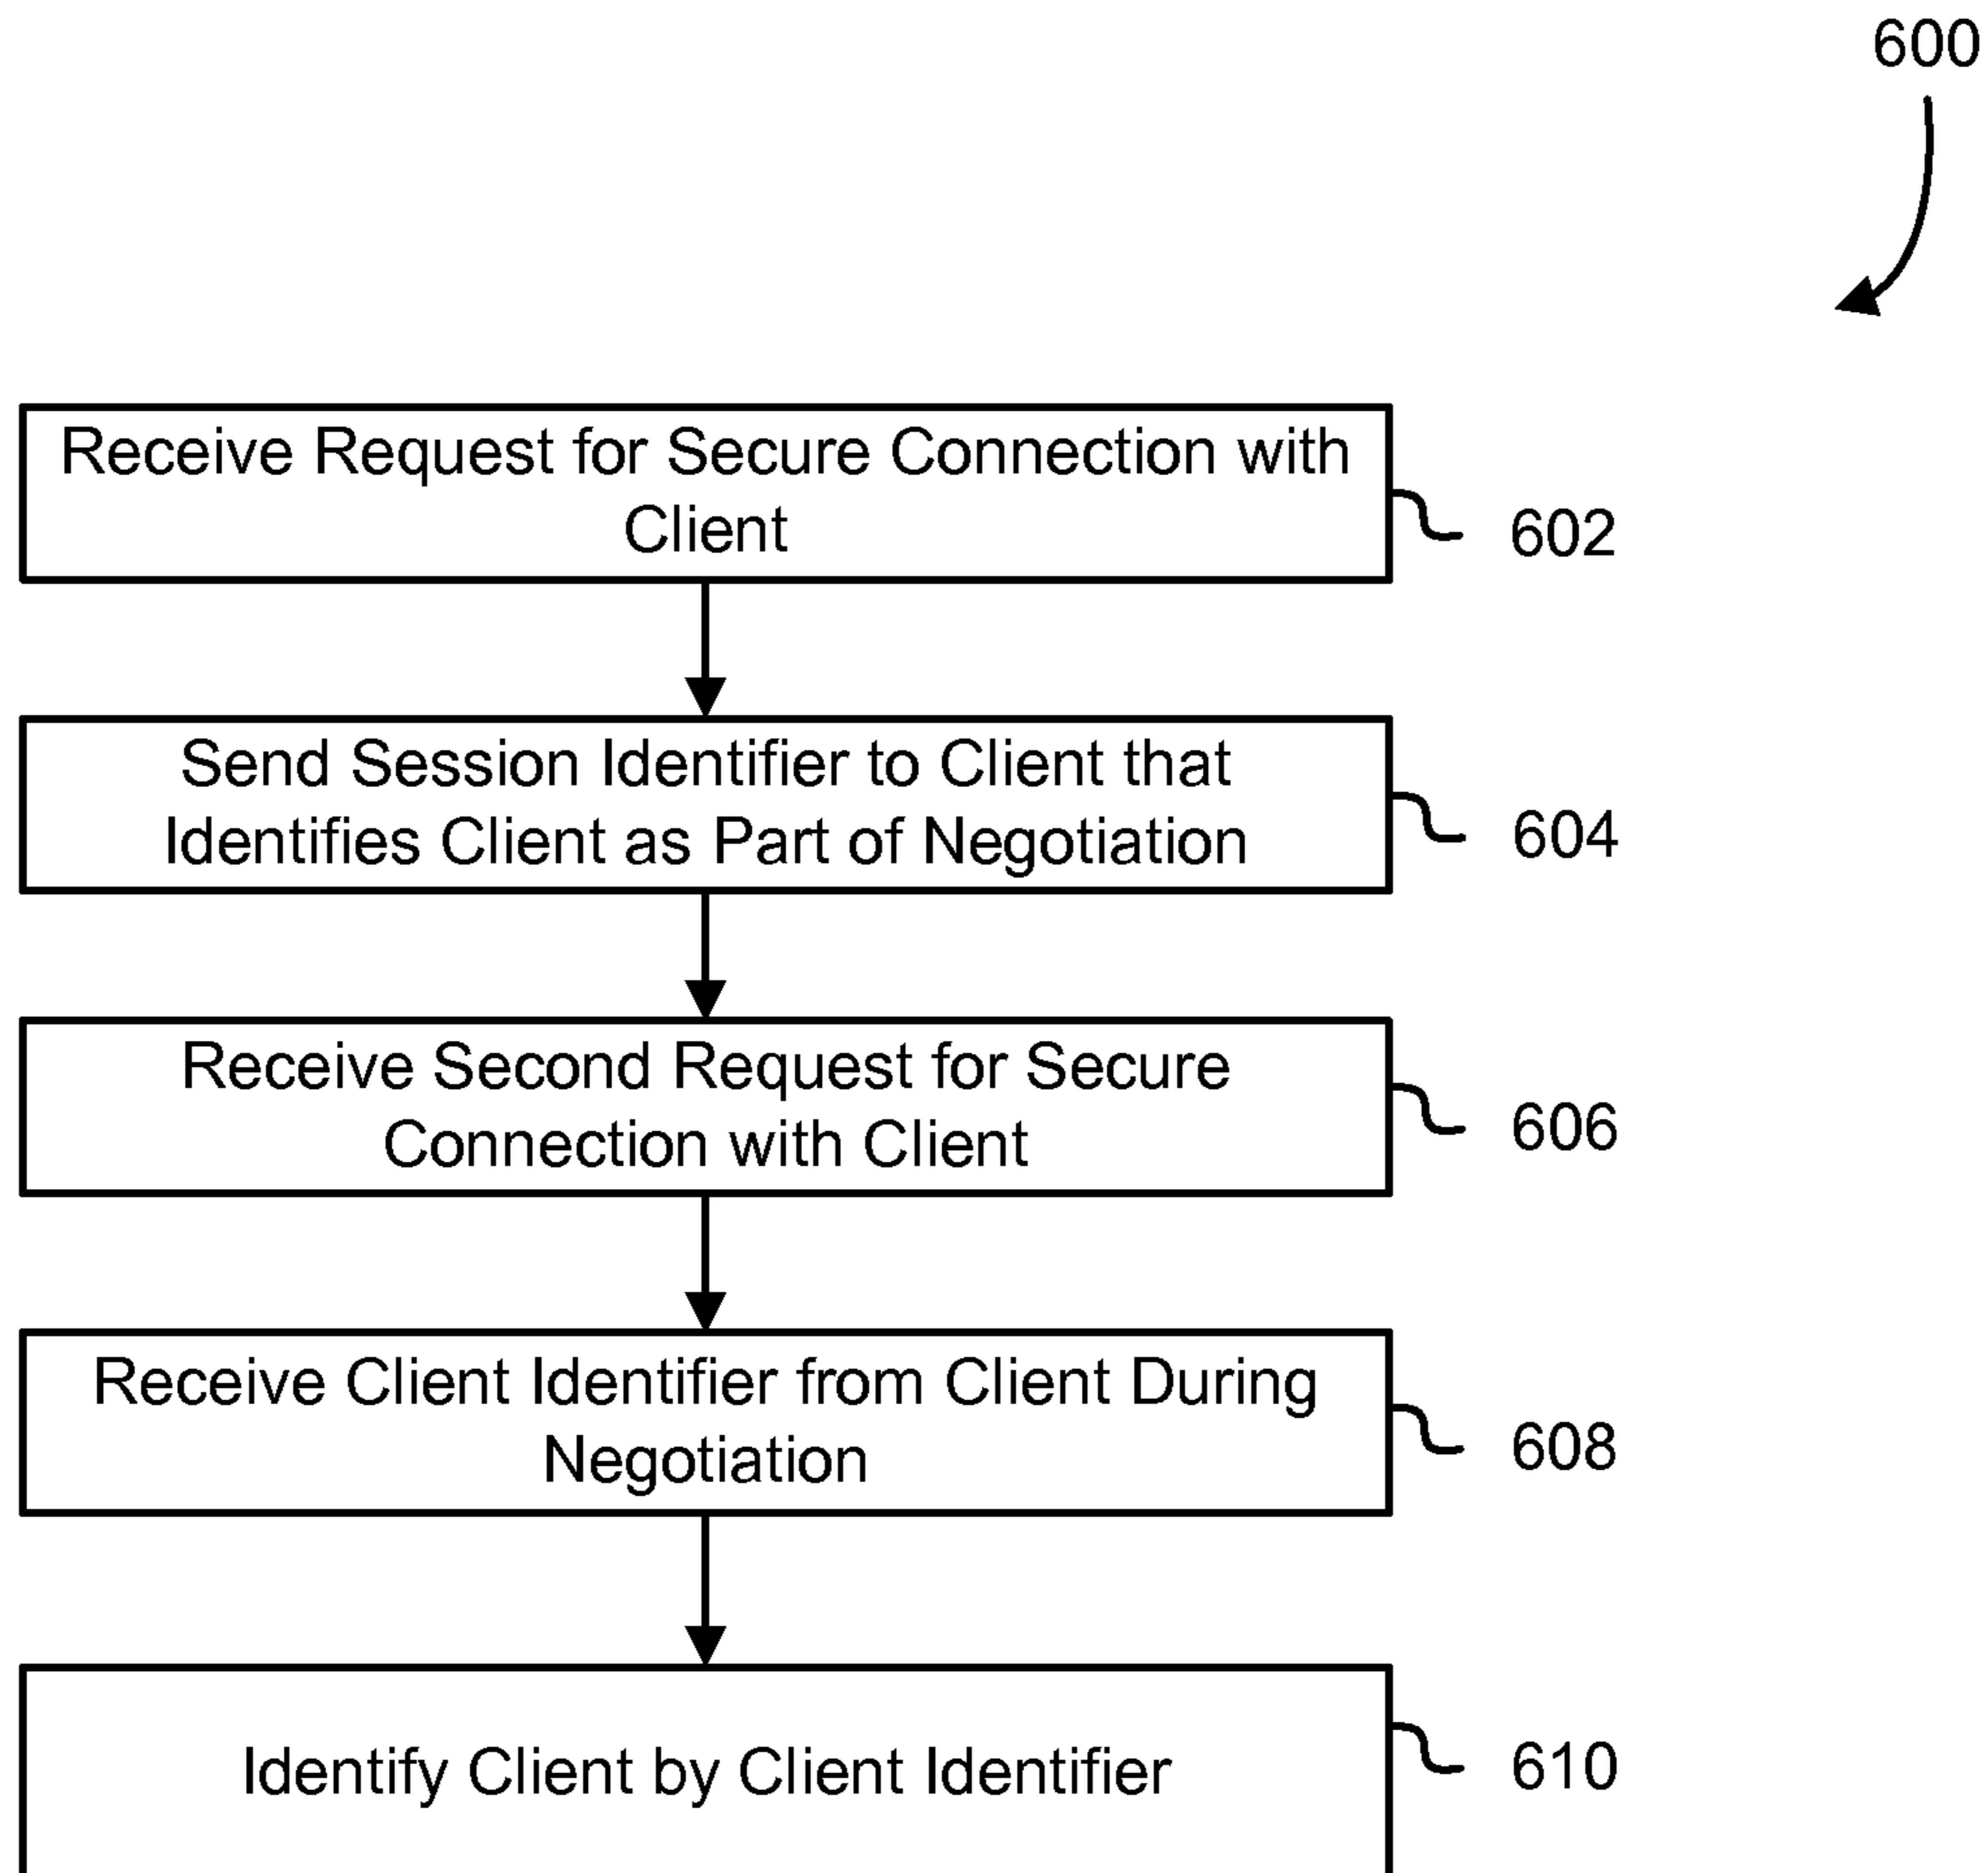 600
Receive Request for Secure Connection with
Client
602
Send Session Identifier to Client that
Identifies Client as Part of Negotiation
604
Receive Second Request for Secure
Connection with Client
606
Receive Client Identifier from Client During
Negotiation
608
Identify Client by Client Identifier
610